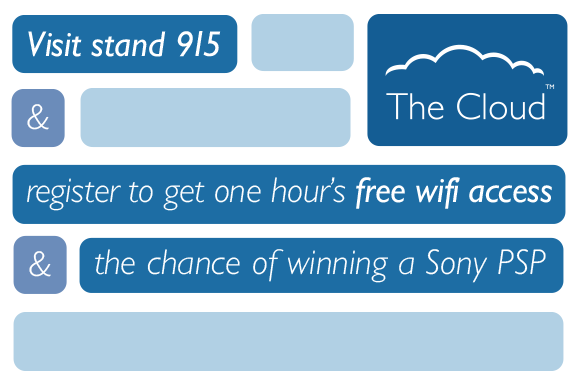 Visit stand 915
The Cloud™
&
register to get one hour's free wifi access
& the chance of winning a Sony PSP